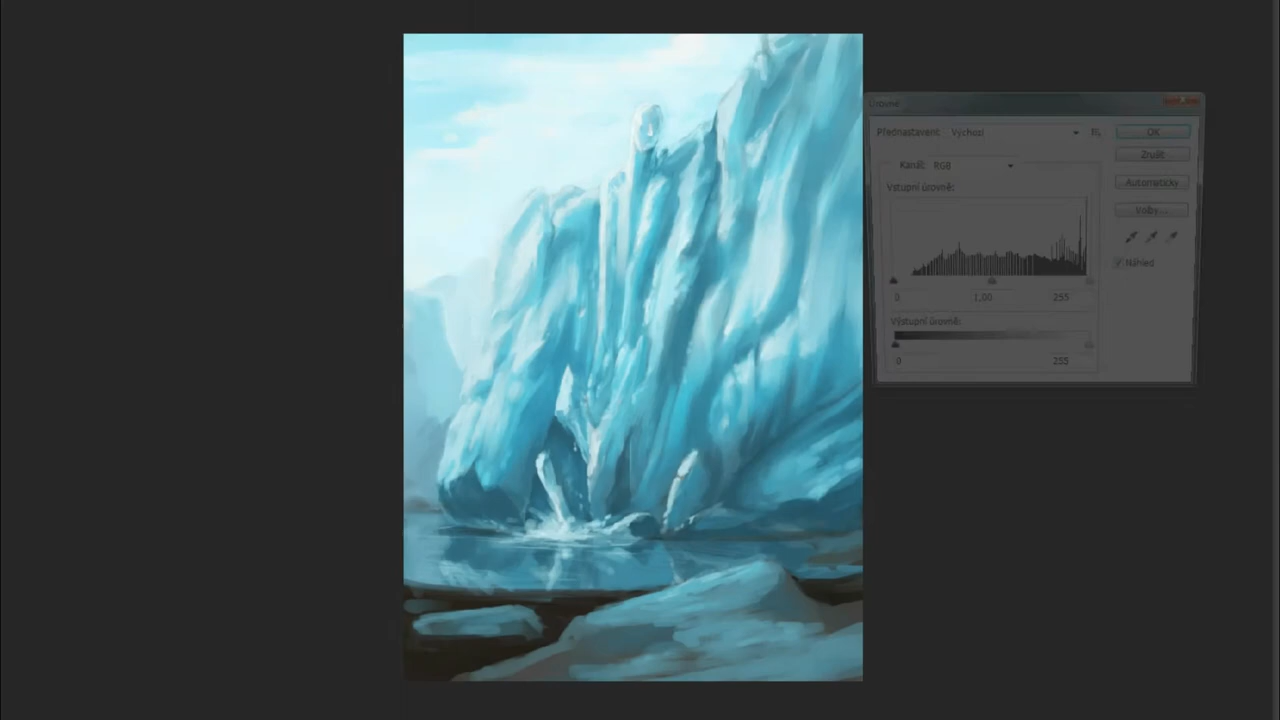 Úrovně
Přednastavení: Výchozí
OK
Zrušit
Kanál: RGB
Automaticky
Vstupní úrovně:
Volby...
Náhled
0 1,00 255
Výstupní úrovně:
0 255